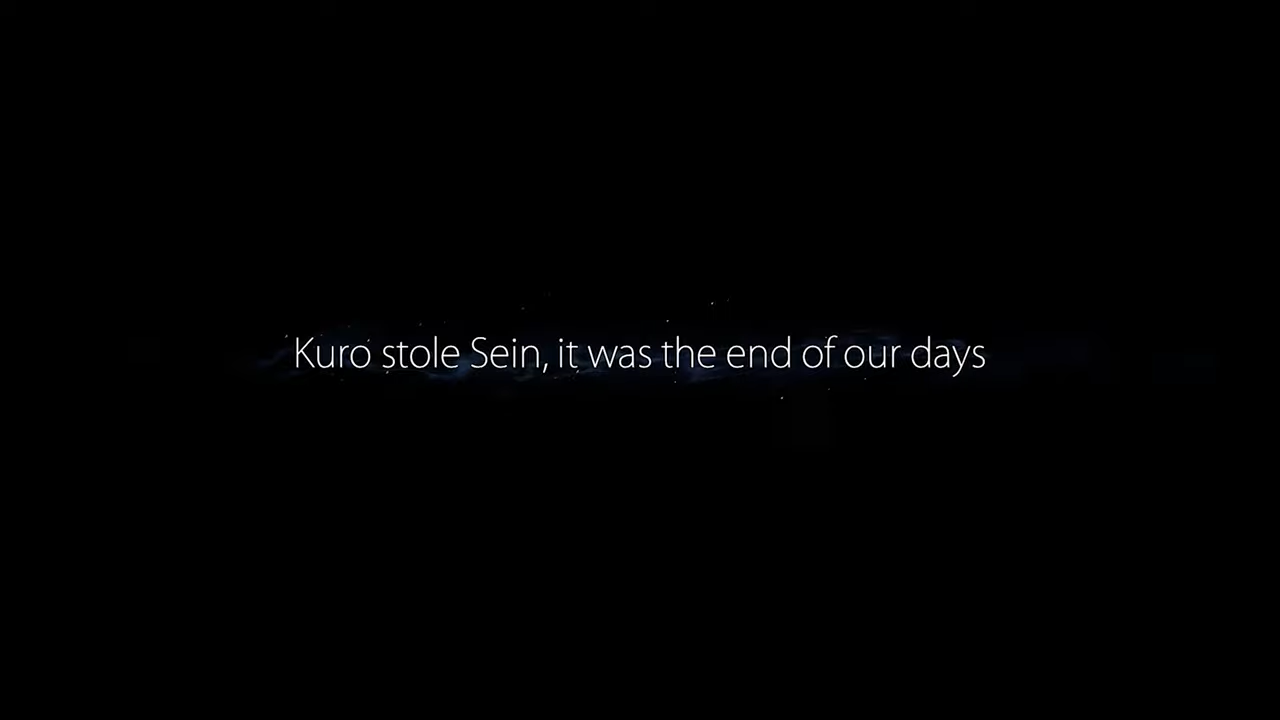 Kuro stole Sein, it was the end of our days